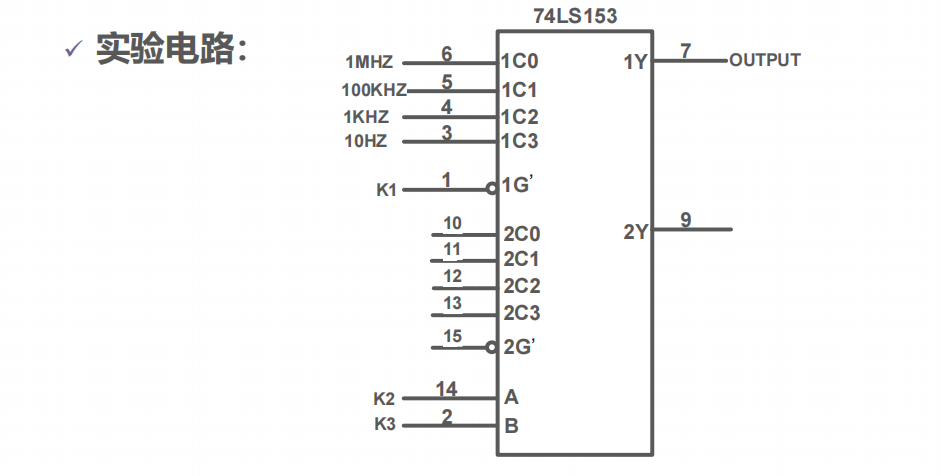 74LS153
✓ 实验电路:
1MHZ 6 1C0 1Y 7 OUTPUT
100KHZ 5 1C1
1KHZ 4 1C2
10HZ 3 1C3
K1 1 1G’
10 2C0 2Y 9
11 2C1
12 2C2
13 2C3
15 2G’
K2 14 A
K3 2 B